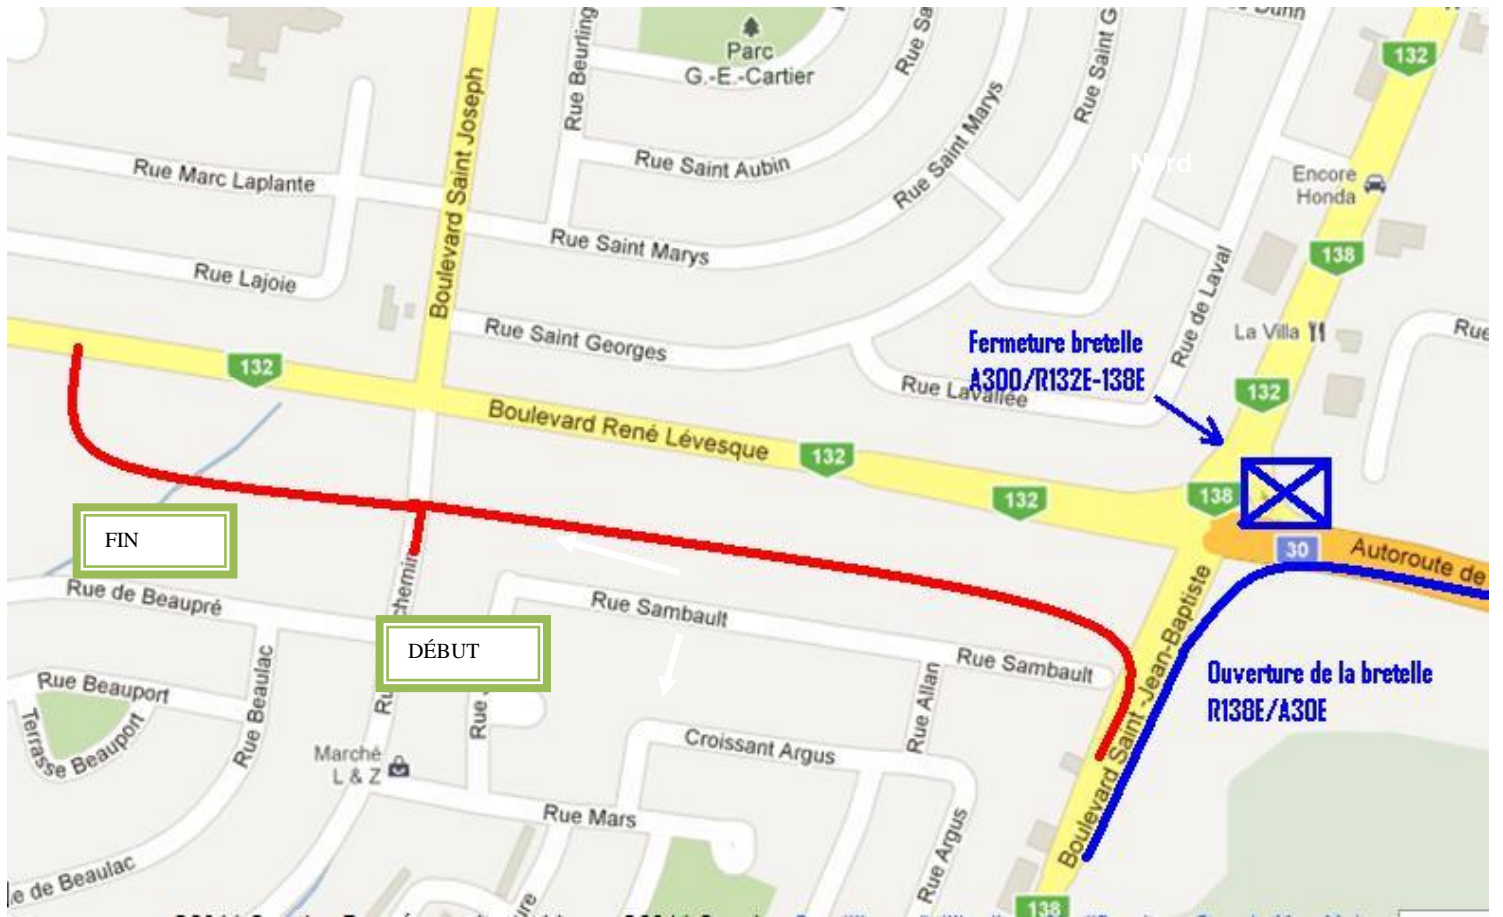 Parc
G.-E.-Cartier
132
Rue Beurling
Boulevard Saint Joseph
Rue Saint Aubin
Rue Saint Marys
Rue Saint G
Rue Sa
Nord
Encore
Honda
Rue Marc Laplante
Rue Saint Marys
138
Rue Lajoie
Rue de Laval
Rue Saint Georges
La Villa
Rue
Fermeture bretelle
A300/R132E-138E
132
Rue Lavallée
132
Boulevard René Lévesque
132
132
138
FIN
30
Autoroute de
Rue de Beaupré
chemin
Rue Sambault
DÉBUT
Rue Sambault
Boulevard Saint-Jean-Baptiste
Ouverture de la bretelle
R138E/A30E
Rue Beauport
Terrasse Beauport
Rue Beaulac
Ru
Rue
Rue Allan
Marché
L & Z
Croissant Argus
Rue Mars
Rue Argus
e de Beaulac
ure
138